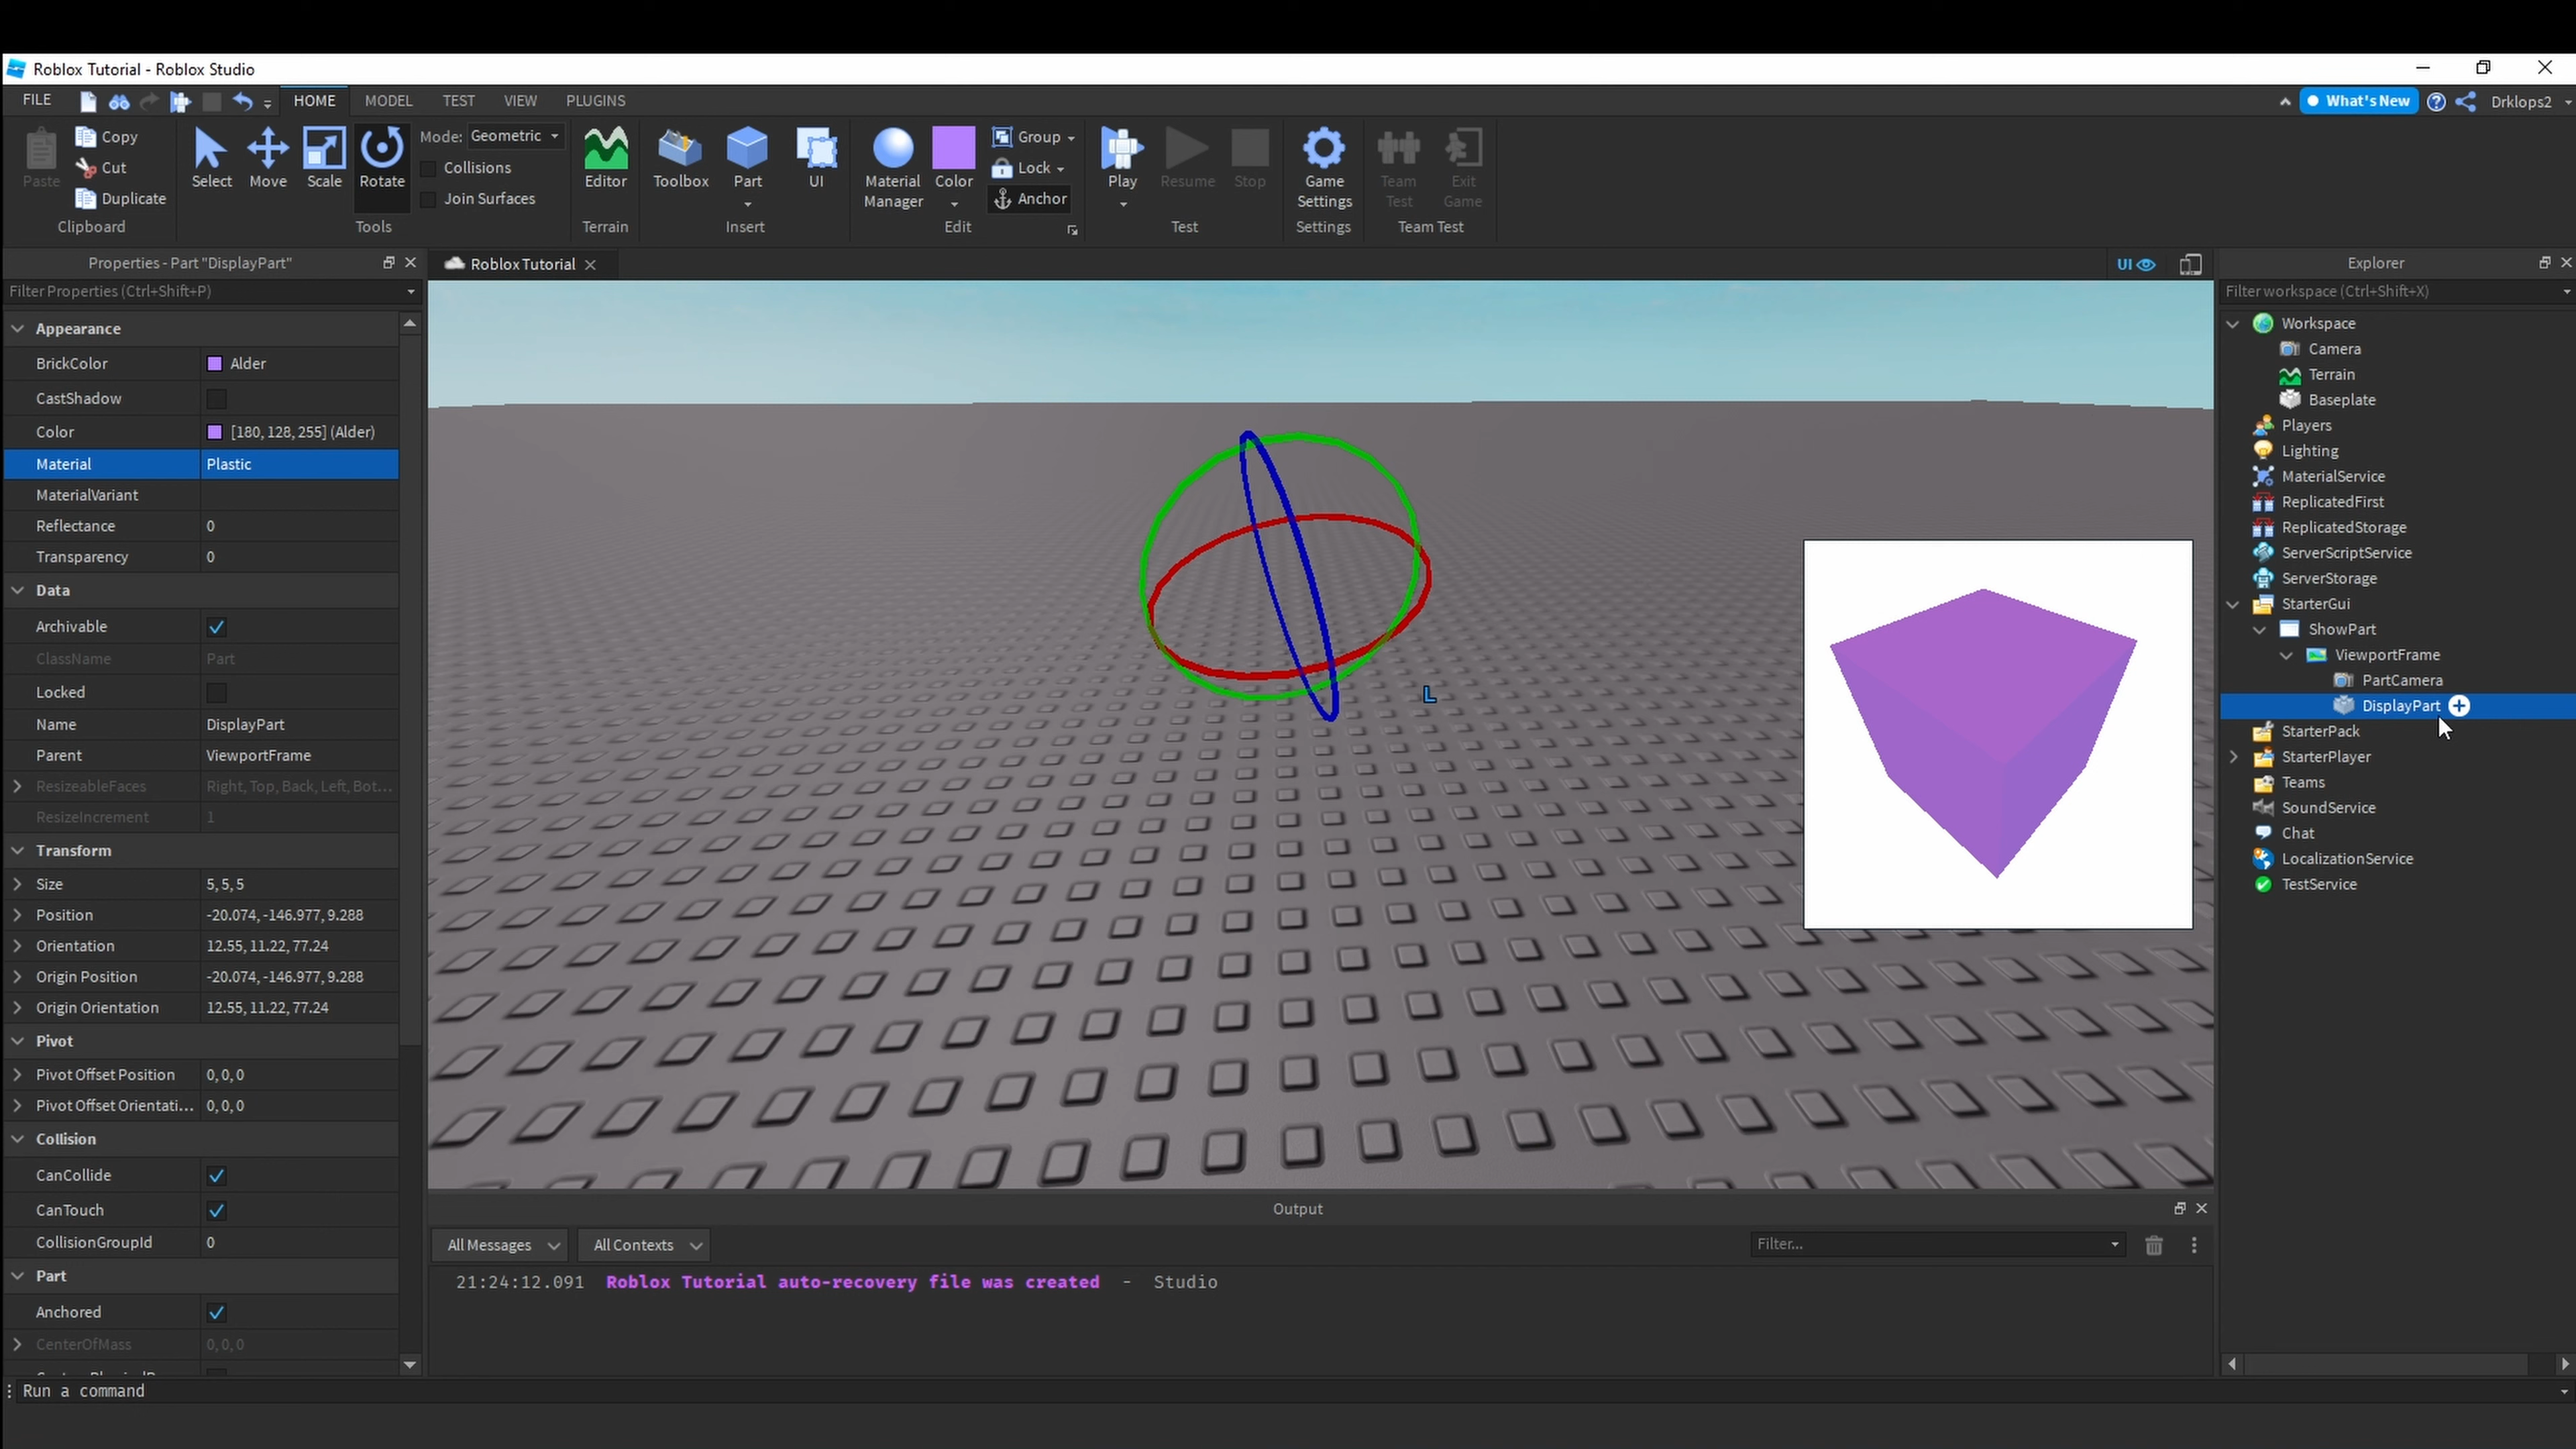 Roblox Tutorial - Roblox Studio
FILE HOME MODEL TEST VIEW PLUGINS What's New Drklops2
Paste Copy Cut Duplicate Clipboard
Select Move Scale Rotate Mode: Geometric Collisions Join Surfaces Tools
Editor Terrain
Toolbox Part UI Insert
Material Manager Color Group Lock Anchor Edit
Play Resume Stop Test
Game Settings Settings
Team Test Exit Game Team Test
Properties - Part "DisplayPart"
Filter Properties (Ctrl+Shift+P)
Appearance
BrickColor Alder
CastShadow
Color [180, 128, 255] (Alder)
Material Plastic
MaterialVariant
Reflectance 0
Transparency 0
Data
Archivable
ClassName Part
Locked
Name DisplayPart
Parent ViewportFrame
ResizeableFaces Right, Top, Back, Left, Bot...
ResizeIncrement 1
Transform
Size 5, 5, 5
Position -20.074, -146.977, 9.288
Orientation 12.55, 11.22, 77.24
Origin Position -20.074, -146.977, 9.288
Origin Orientation 12.55, 11.22, 77.24
Pivot
Pivot Offset Position 0, 0, 0
Pivot Offset Orientati... 0, 0, 0
Collision
CanCollide
CanTouch
CollisionGroupId 0
Part
Anchored
CenterOfMass 0, 0, 0
Roblox Tutorial
UI
L
Explorer
Filter workspace (Ctrl+Shift+X)
Workspace
Camera
Terrain
Baseplate
Players
Lighting
MaterialService
ReplicatedFirst
ReplicatedStorage
ServerScriptService
ServerStorage
StarterGui
ShowPart
ViewportFrame
PartCamera
DisplayPart
StarterPack
StarterPlayer
Teams
SoundService
Chat
LocalizationService
TestService
Output
All Messages All Contexts Filter...
21:24:12.091 Roblox Tutorial auto-recovery file was created - Studio
Run a command